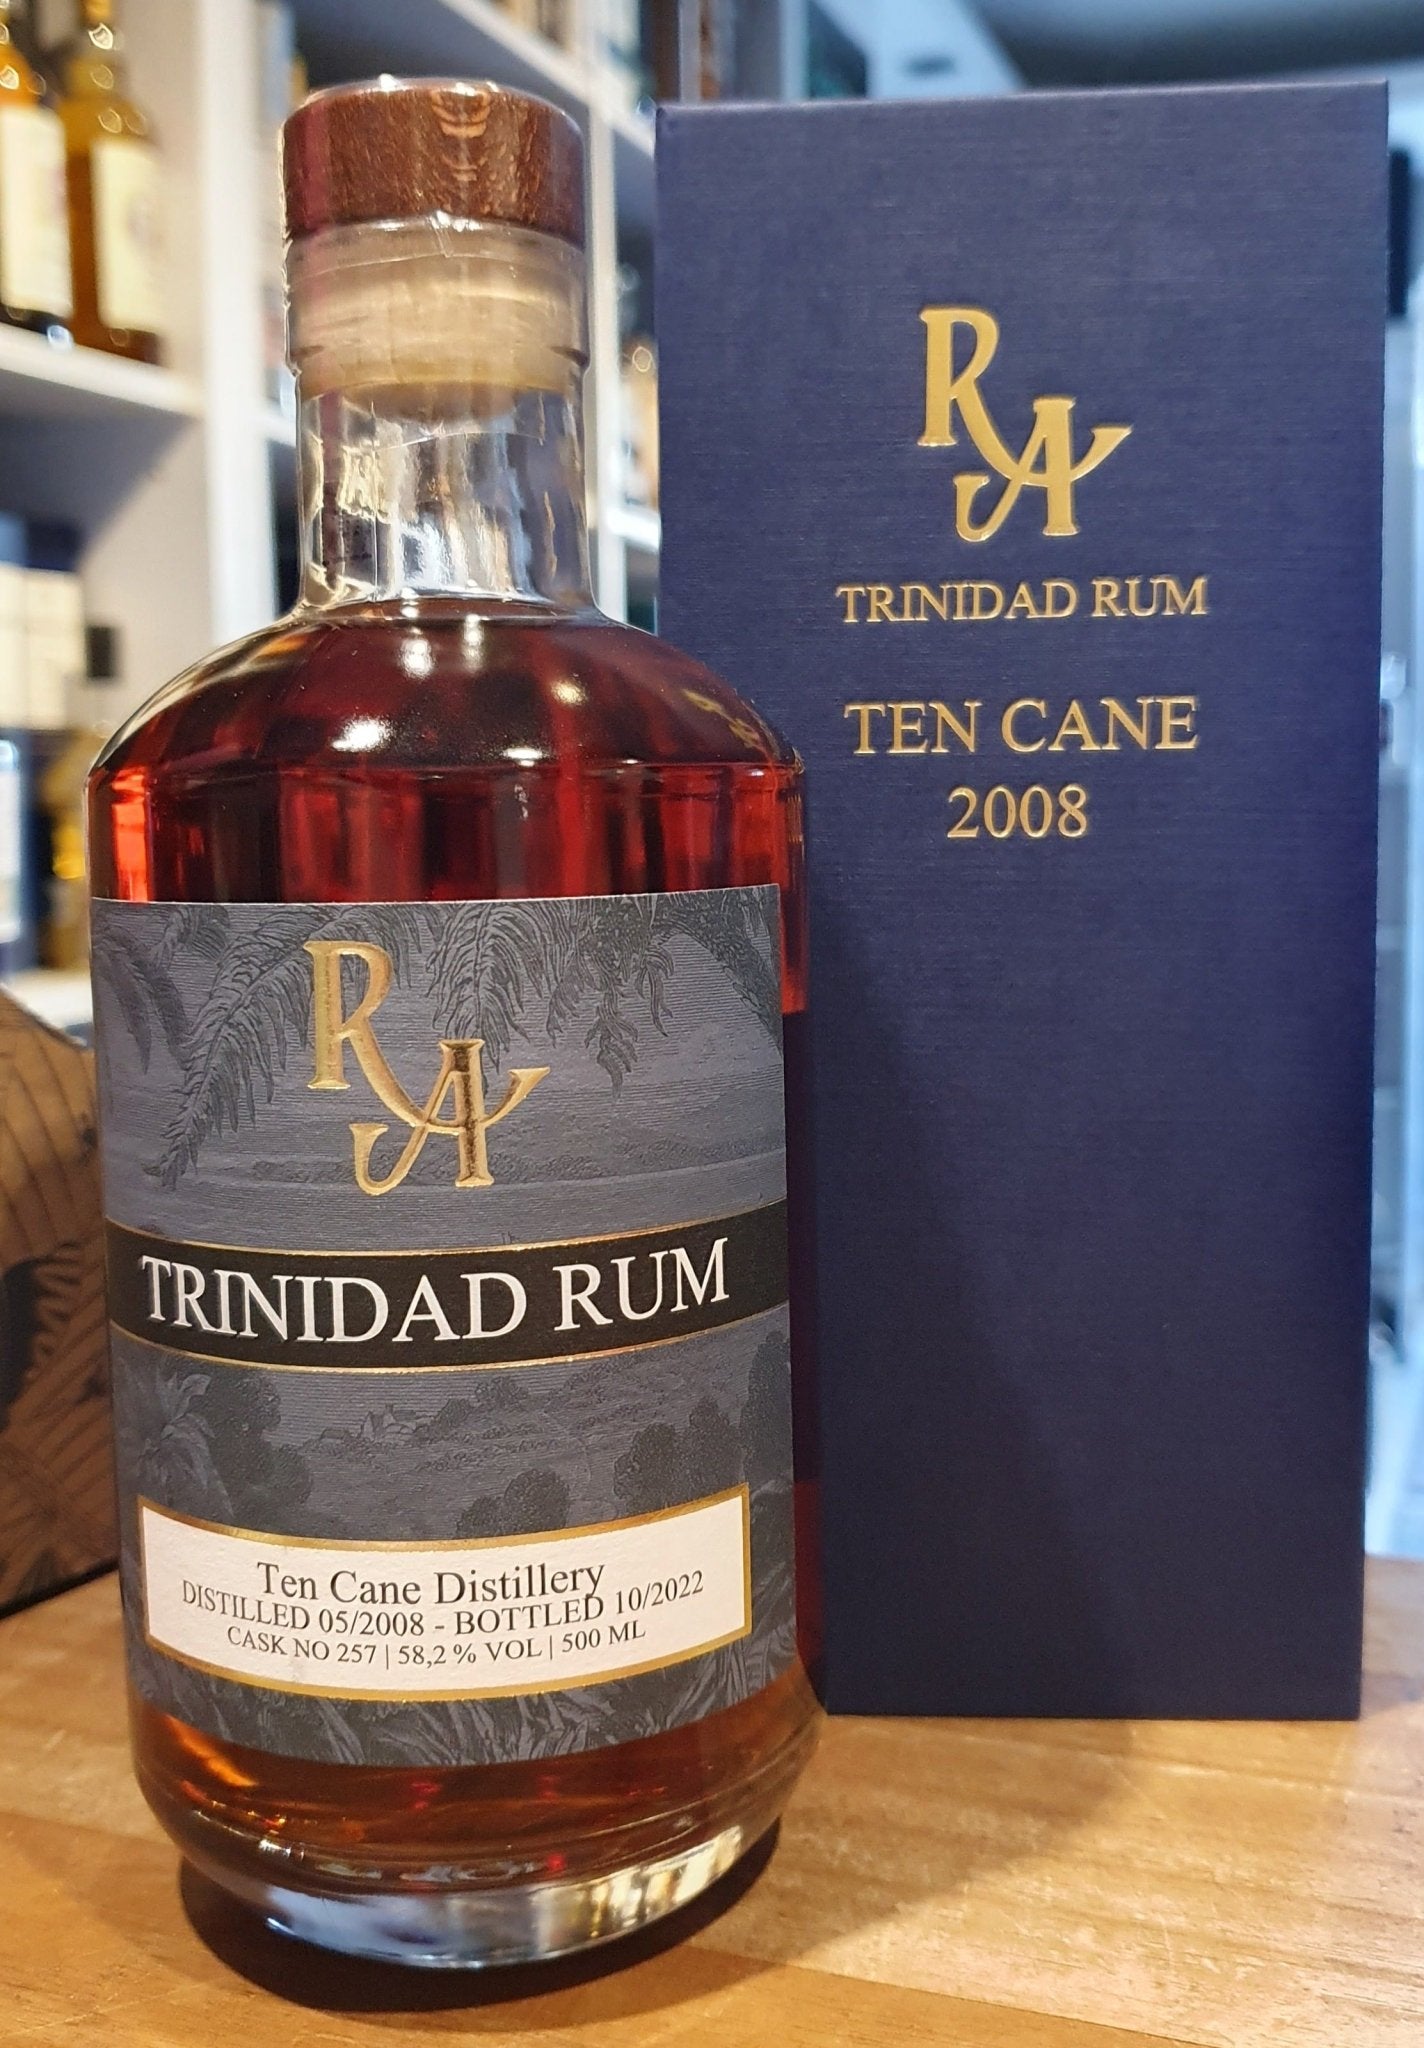 RA
TRINIDAD RUM
TEN CANE
2008
RA
TRINIDAD RUM
Ten Cane Distillery
DISTILLED 05/2008 - BOTTLED 10/2022
CASK NO 257 | 58,2 % VOL | 500 ML